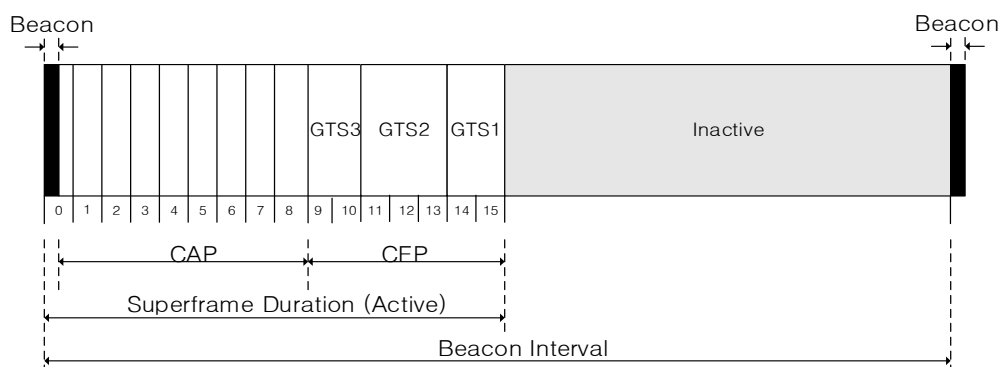 Beacon Beacon
GTS3 GTS2 GTS1 Inactive
0 1 2 3 4 5 6 7 8 9 10 11 12 13 14 15
CAP CFP
Superframe Duration (Active)
Beacon Interval